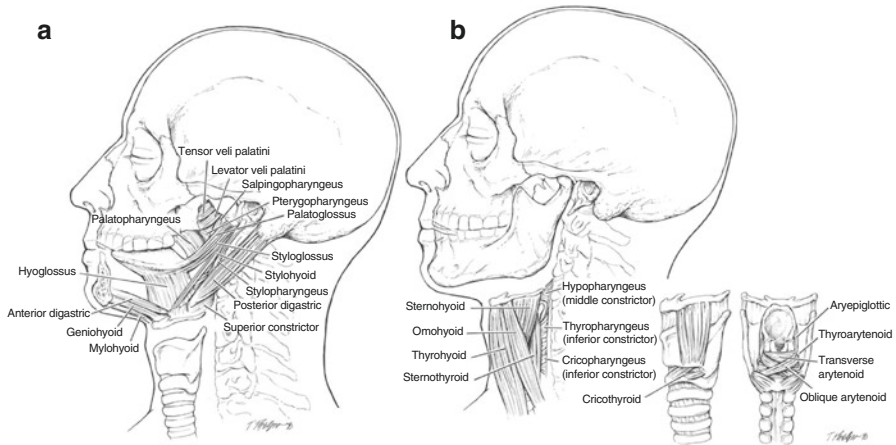 a
Tensor veli palatini
Levator veli palatini
Salpingopharyngeus
Pterygopharyngeus
Palatoglossus
Palatopharyngeus
Styloglossus
Hyoglossus
Stylohyoid
Stylopharyngeus
Anterior digastric
Posterior digastric
Geniohyoid
Superior constrictor
Mylohyoid
b
Hypopharyngeus
(middle constrictor)
Sternohyoid
Omohyoid
Thyropharyngeus
(inferior constrictor)
Thyrohyoid
Cricopharyngeus
(inferior constrictor)
Sternothyroid
Cricothyroid
Aryepiglottic
Thyroarytenoid
Transverse
arytenoid
Oblique arytenoid